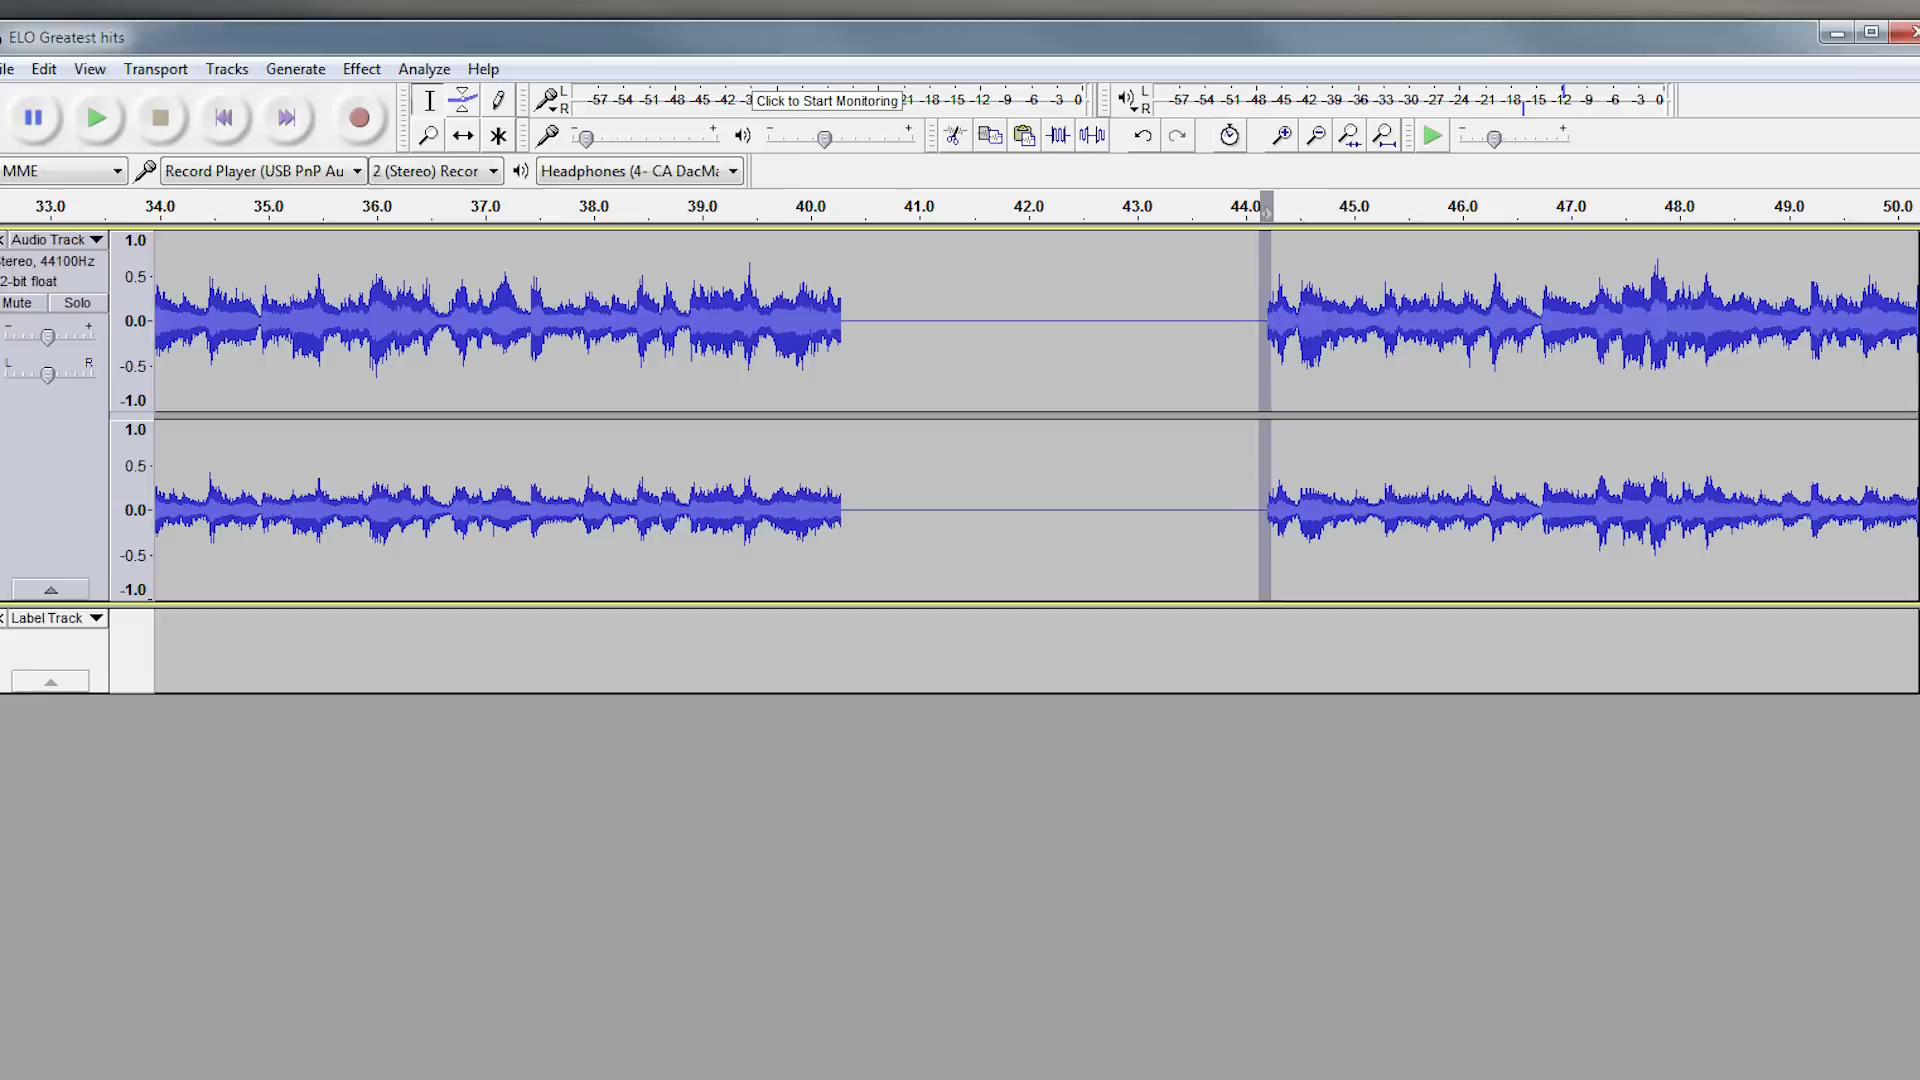 ELO Greatest hits
ile Edit View Transport Tracks Generate Effect Analyze Help
L R -57 -54 -51 -48 -45 -42 -3 Click to Start Monitoring 21 -18 -15 -12 -9 -6 -3 0
L R -57 -54 -51 -48 -45 -42 -39 -36 -33 -30 -27 -24 -21 -18 -15 -12 -9 -6 -3 0
- + - + - +
MME Record Player (USB PnP Au 2 (Stereo) Recor Headphones (4- CA DacMa
33.0 34.0 35.0 36.0 37.0 38.0 39.0 40.0 41.0 42.0 43.0 44.0 45.0 46.0 47.0 48.0 49.0 50.0
Audio Track
tereo, 44100Hz
2-bit float
Mute Solo
- +
L R
1.0
0.5
0.0
-0.5
-1.0
1.0
0.5
0.0
-0.5
-1.0
Label Track